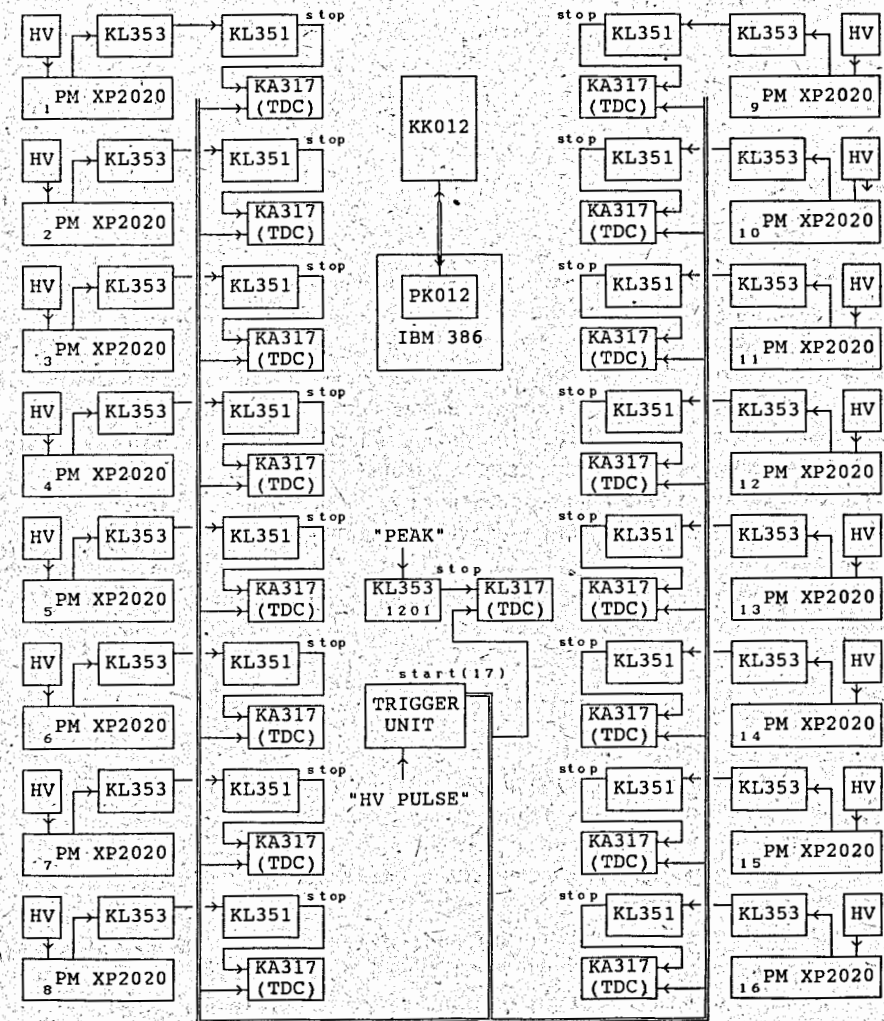 HV KL353 KL351 stop
1 PM XP2020 KA317
(TDC)
HV KL353 KL351 stop
2 PM XP2020 KA317
(TDC)
HV KL353 KL351 stop
3 PM XP2020 KA317
(TDC)
HV KL353 KL351 stop
4 PM XP2020 KA317
(TDC)
HV KL353 KL351 stop
5 PM XP2020 KA317
(TDC)
HV KL353 KL351 stop
6 PM XP2020 KA317
(TDC)
HV KL353 KL351 stop
7 PM XP2020 KA317
(TDC)
HV KL353 KL351 stop
8 PM XP2020 KA317
(TDC)
KK012
PK012
IBM 386
"PEAK"
stop
KL353
1201
KL317
(TDC)
start(17)
TRIGGER
UNIT
"HV PULSE"
stop KL351 KL353 HV
KA317
(TDC)
9 PM XP2020
stop KL351 KL353 HV
KA317
(TDC)
10 PM XP2020
stop KL351 KL353 HV
KA317
(TDC)
11 PM XP2020
stop KL351 KL353 HV
KA317
(TDC)
12 PM XP2020
stop KL351 KL353 HV
KA317
(TDC)
13 PM XP2020
stop KL351 KL353 HV
KA317
(TDC)
14 PM XP2020
stop KL351 KL353 HV
KA317
(TDC)
15 PM XP2020
stop KL351 KL353 HV
KA317
(TDC)
16 PM XP2020